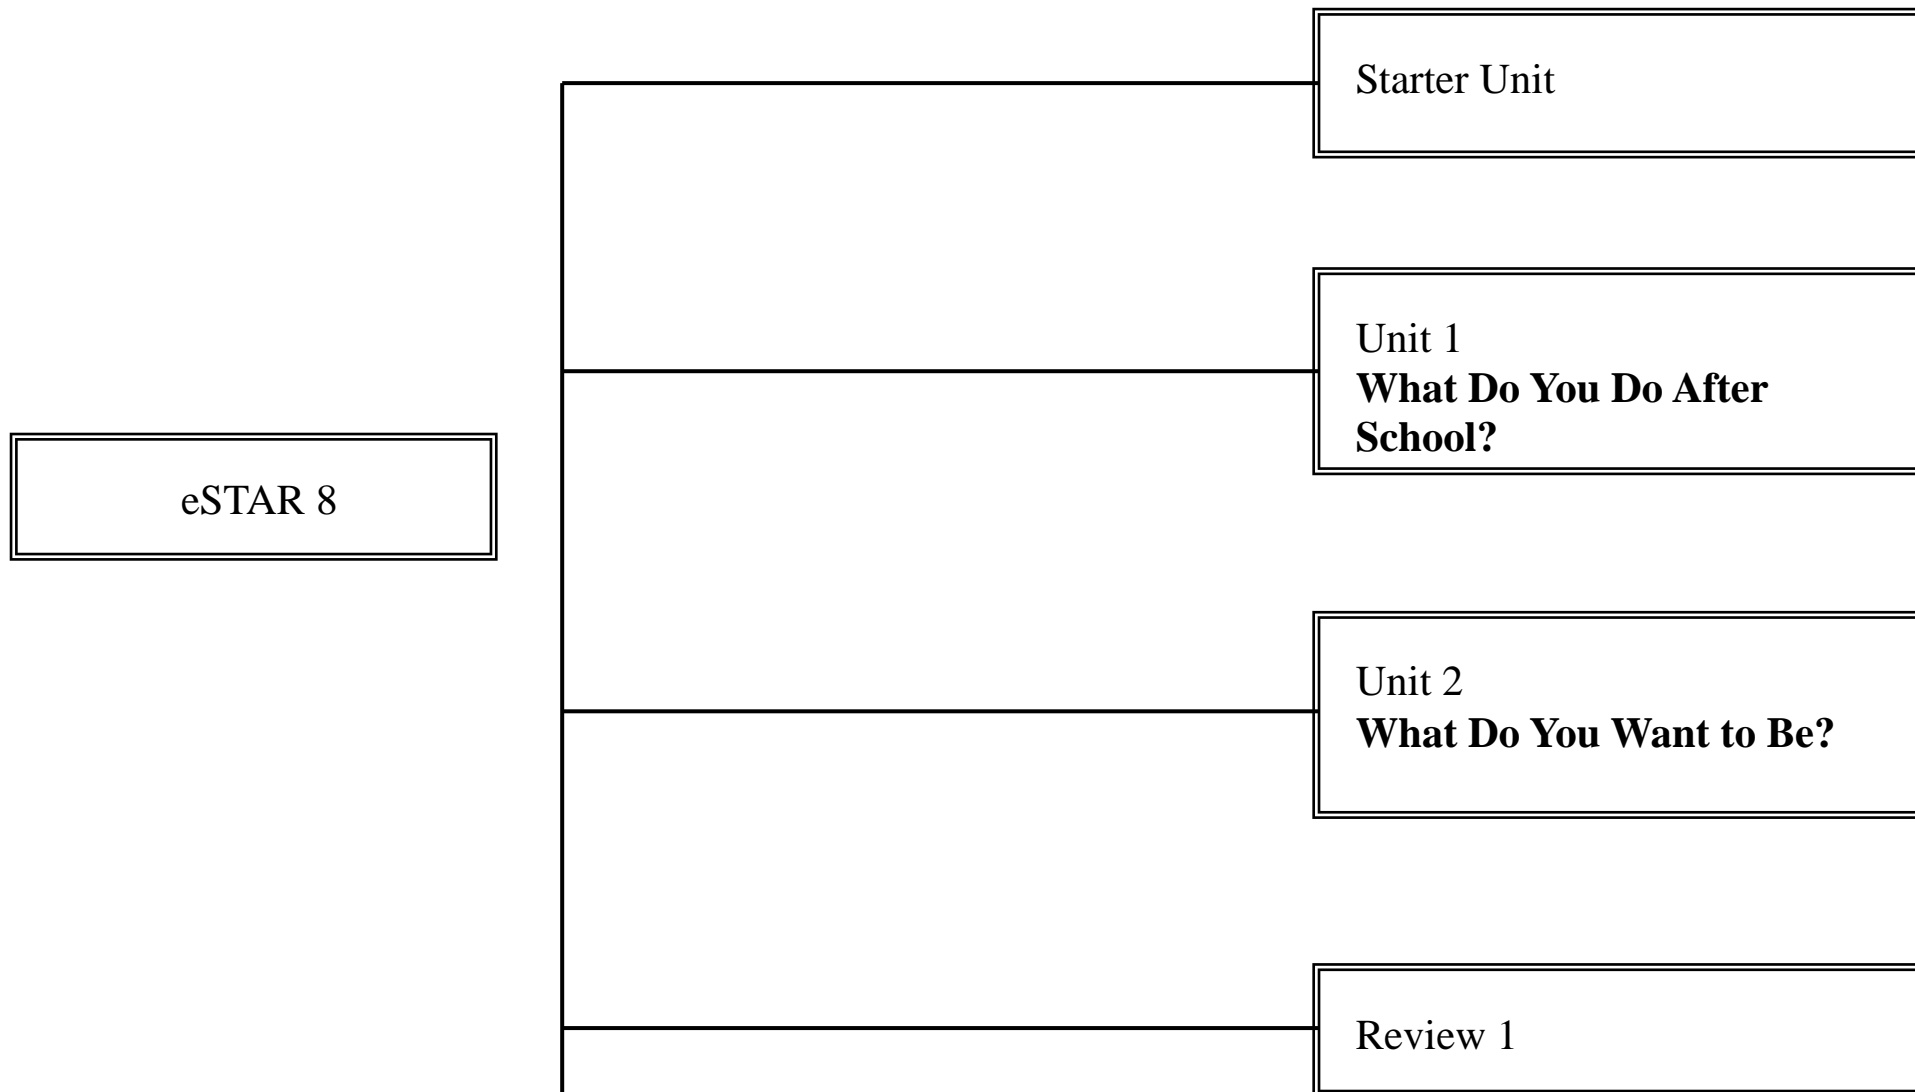 Starter Unit
Unit 1
What Do You Do After
School?
eSTAR 8
Unit 2
What Do You Want to Be?
Review 1